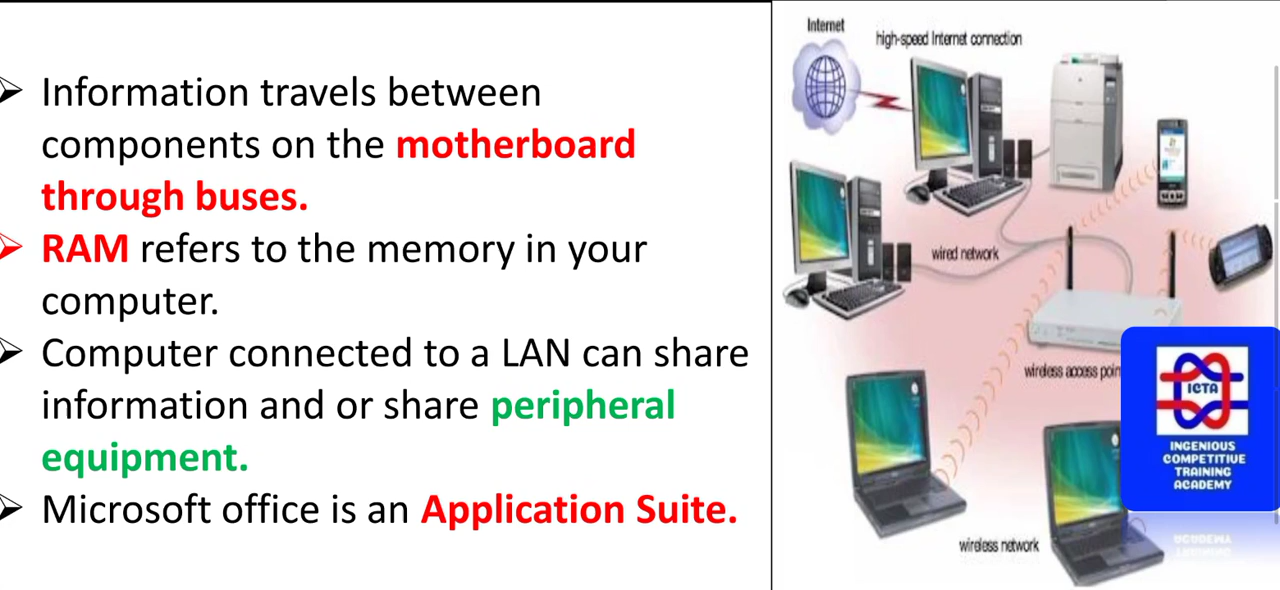 Information travels between
components on the motherboard
through buses.
RAM refers to the memory in your
computer.
Computer connected to a LAN can share
information and or share peripheral
equipment.
Microsoft office is an Application Suite.
Internet
high-speed Internet connection
wired network
wireless access poin
wireless network
ICTA
INGENIOUS
COMPETITIVE
TRAINING
ACADEMY